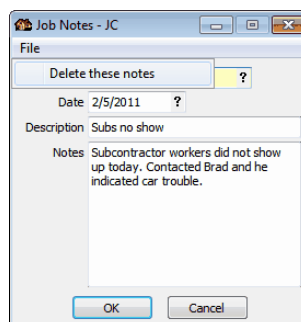 Job Notes - JC
File
Delete these notes
?
Date 2/5/2011 ?
Description Subs no show
Notes Subcontractor workers did not show
up today. Contacted Brad and he
indicated car trouble.
OK Cancel